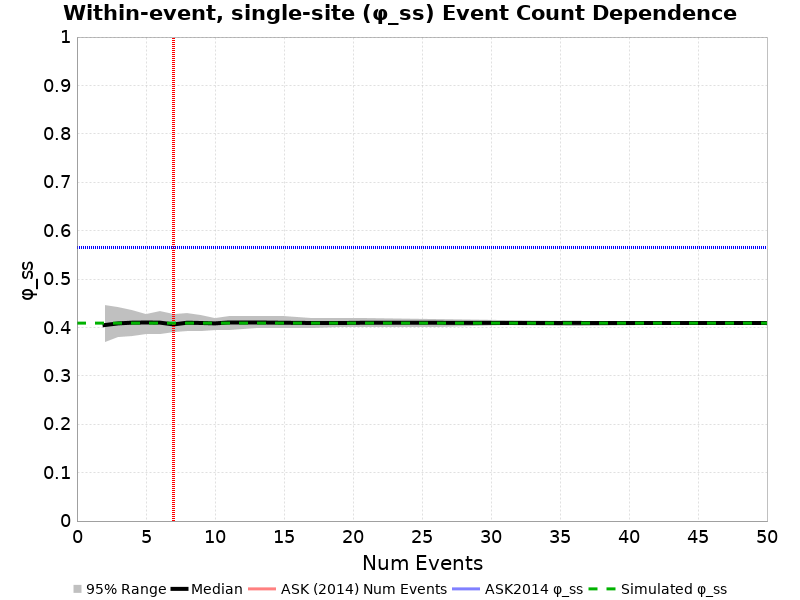 Within-event, single-site (φ_ss) Event Count Dependence
1
0.9
0.8
0.7
0.6
0.5
0.4
0.3
0.2
0.1
0
φ_ss
0 5 10 15 20 25 30 35 40 45 50
Num Events
95% Range Median ASK (2014) Num Events ASK2014 φ_ss Simulated φ_ss